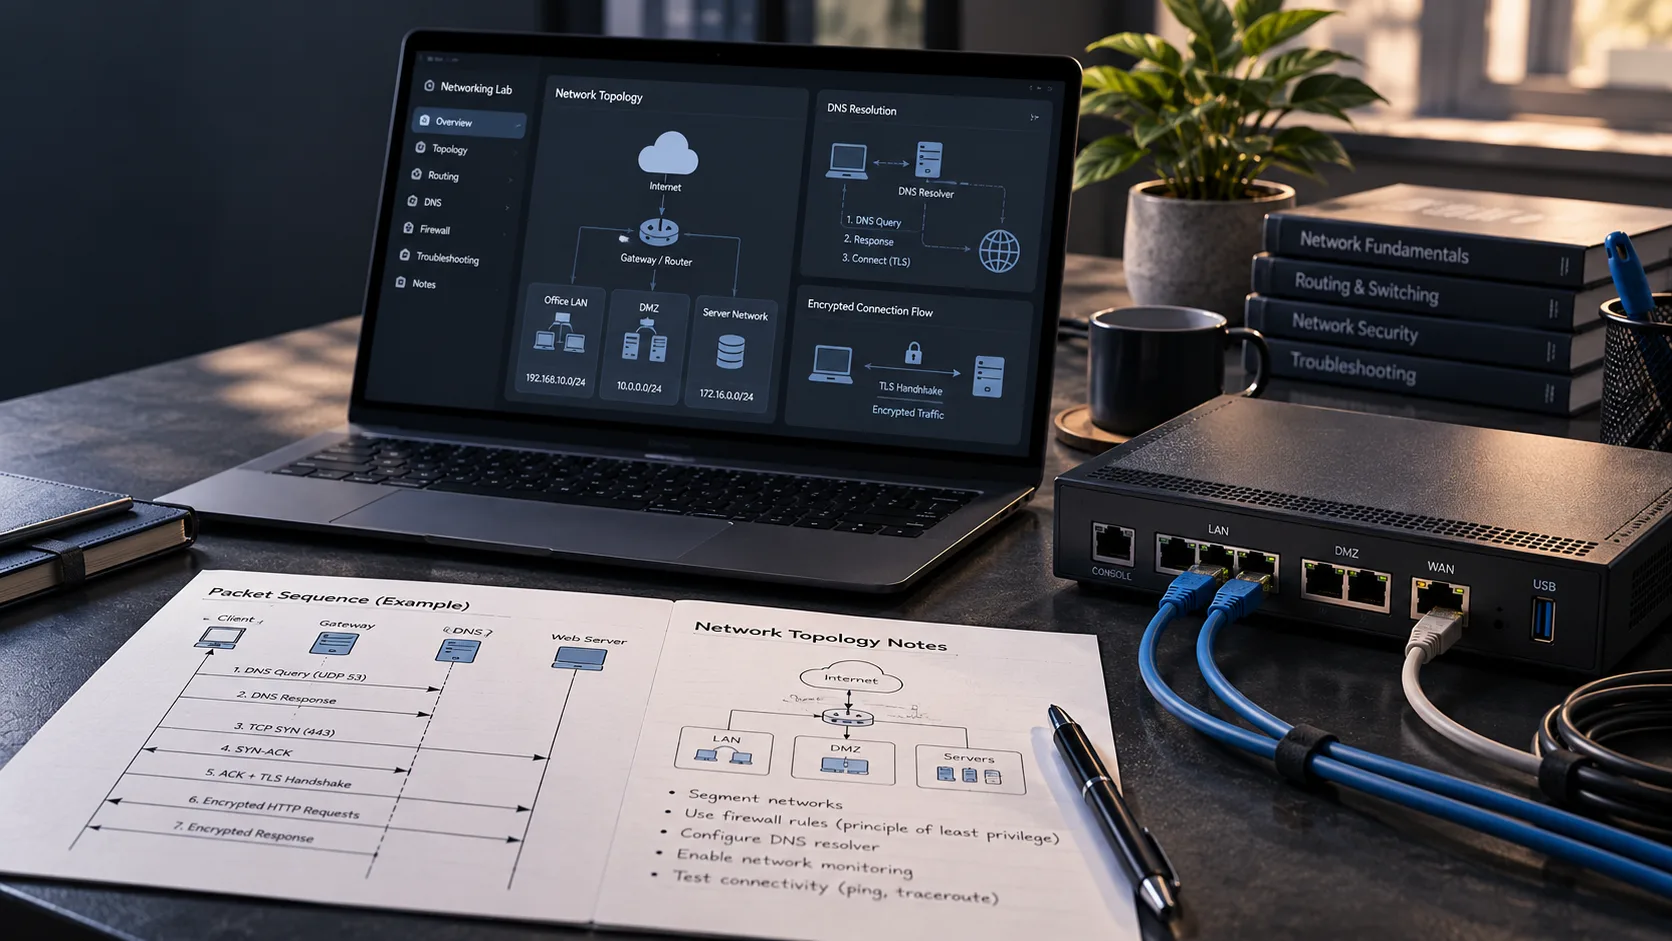 Networking Lab
Overview
Topology
Routing
DNS
Firewall
Troubleshooting
Notes
Network Topology
Internet
Gateway / Router
Office LAN
192.168.10.0/24
DMZ
10.0.0.0/24
Server Network
172.16.0.0/24
DNS Resolution
DNS Resolver
1. DNS Query
2. Response
3. Connect (TLS)
Encrypted Connection Flow
TLS Handhake
Encrypted Traffic
Network Fundamentals
Routing & Switching
Network Security
Troubleshooting
CONSOLE
LAN
DMZ
WAN
USB
Packet Sequence (Example)
Client
Gateway
DNS
Web Server
1. DNS Query (UDP 53)
2. DNS Response
3. TCP SYN (443)
4. SYN-ACK
5. ACK + TLS Handshake
6. Encrypted HTTP Requests
7. Encrypted Response
Network Topology Notes
Internet
LAN
DMZ
Servers
• Segment networks
• Use firewall rules (principle of least privilege)
• Configure DNS resolver
• Enable network monitoring
• Test connectivity (ping, traceroute)